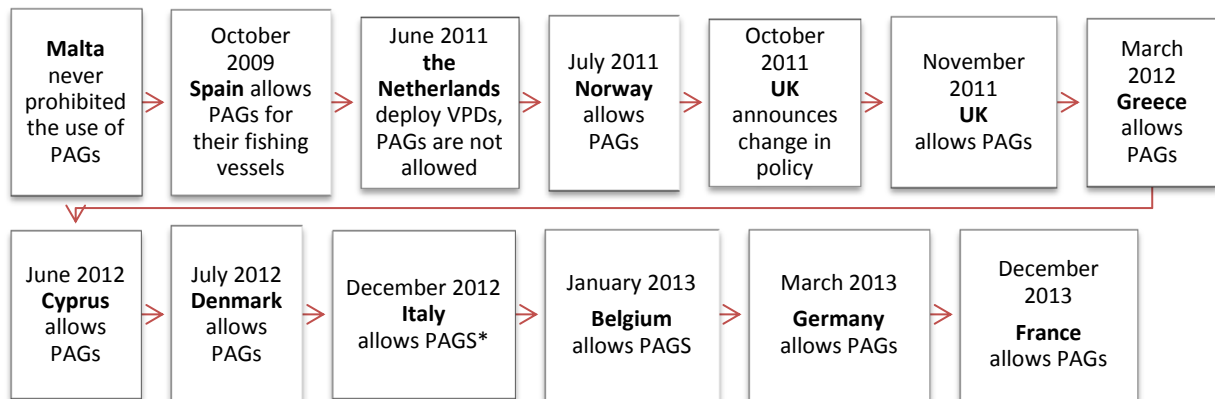 Malta
never
prohibited
the use of
PAGs
October
2009
Spain allows
PAGs for
their fishing
vessels
June 2011
the
Netherlands
deploy VPDs,
PAGs are not
allowed
July 2011
Norway
allows
PAGs
October
2011
UK
announces
change in
policy
November
2011
UK
allows PAGs
March
2012
Greece
allows
PAGs
June 2012
Cyprus
allows
PAGs
July 2012
Denmark
allows
PAGs
December 2012
Italy
allows PAGS*
January 2013
Belgium
allows PAGS
March 2013
Germany
allows PAGs
December
2013
France
allows PAGs